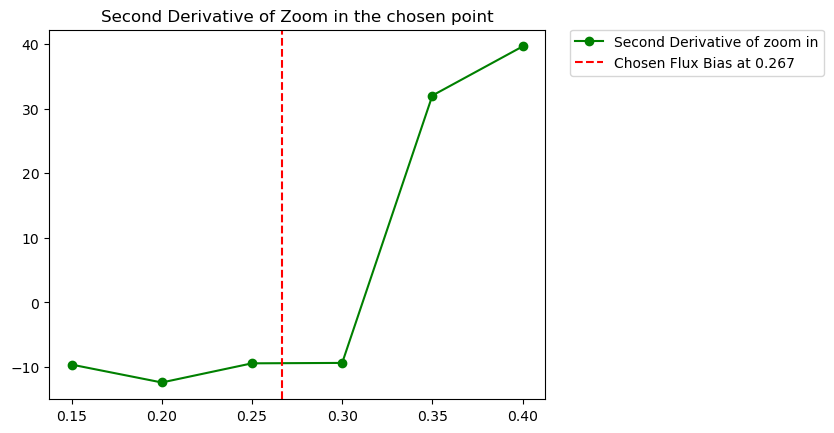 Second Derivative of Zoom in the chosen point
Second Derivative of zoom in
Chosen Flux Bias at 0.267
40
30
20
10
0
−10
0.15 0.20 0.25 0.30 0.35 0.40